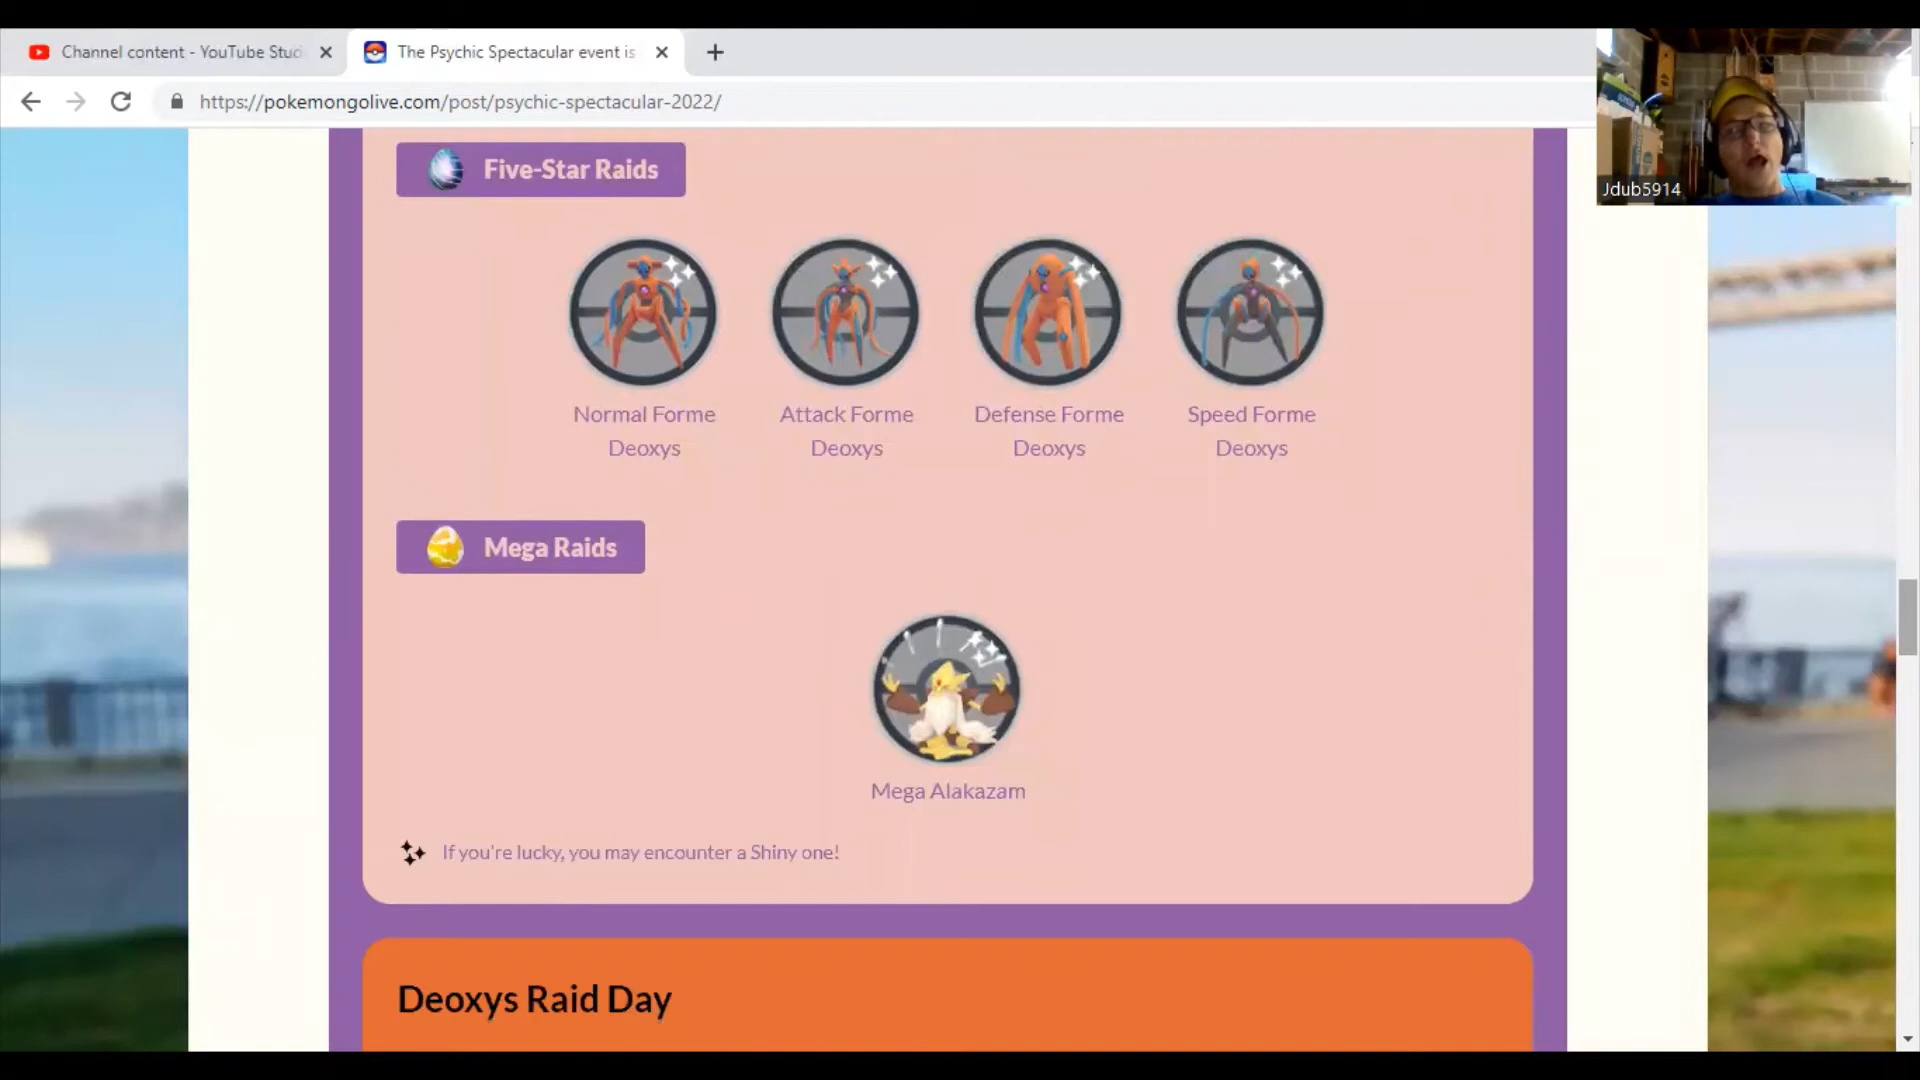 Channel content - YouTube Stud
The Psychic Spectacular event is
https://pokemongolive.com/post/psychic-spectacular-2022/
Jdub5914
Five-Star Raids
Normal Forme
Deoxys
Attack Forme
Deoxys
Defense Forme
Deoxys
Speed Forme
Deoxys
Mega Raids
Mega Alakazam
If you're lucky, you may encounter a Shiny one!
Deoxys Raid Day